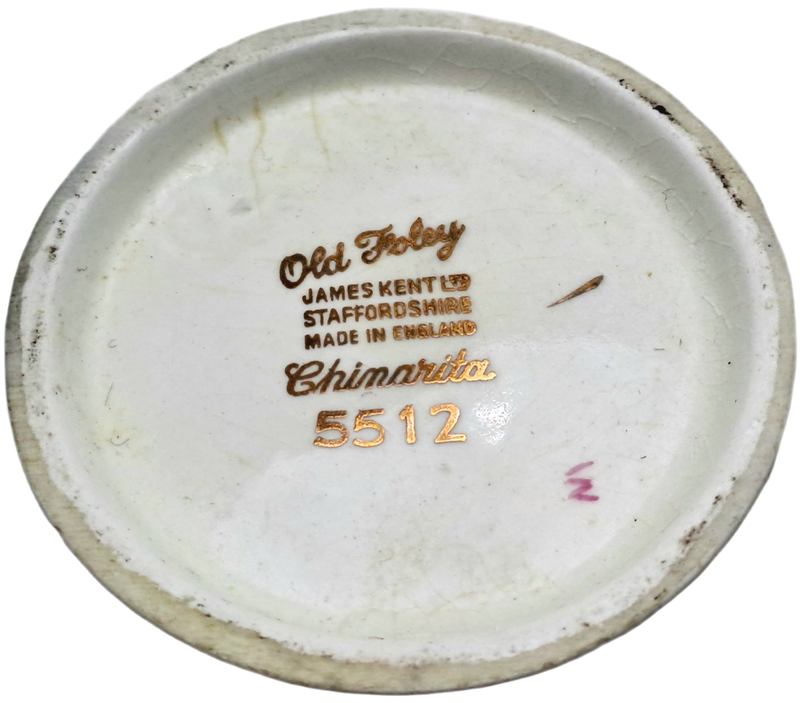 Old Foley
JAMES KENT LTD
STAFFORDSHIRE
MADE IN ENGLAND
Chinarita
5512